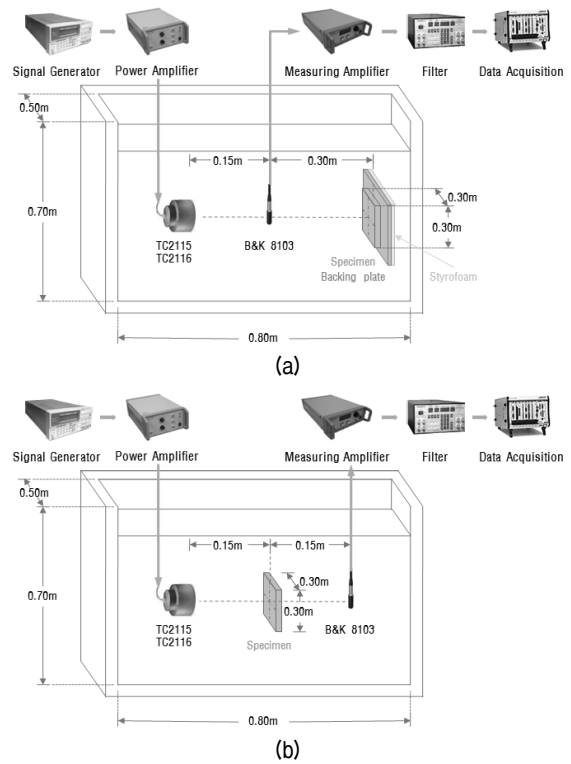 Signal Generator Power Amplifier Measuring Amplifier Filter Data Acquisition
0.50m
0.15m 0.30m
0.70m
0.30m
0.30m
TC2115
TC2116
B&K 8103
Specimen
Backing plate
Styrofoam
0.80m
(a)
Signal Generator Power Amplifier Measuring Amplifier Filter Data Acquisition
0.50m
0.15m 0.15m
0.30m
0.70m
0.30m
TC2115
TC2116
B&K 8103
Specimen
0.80m
(b)